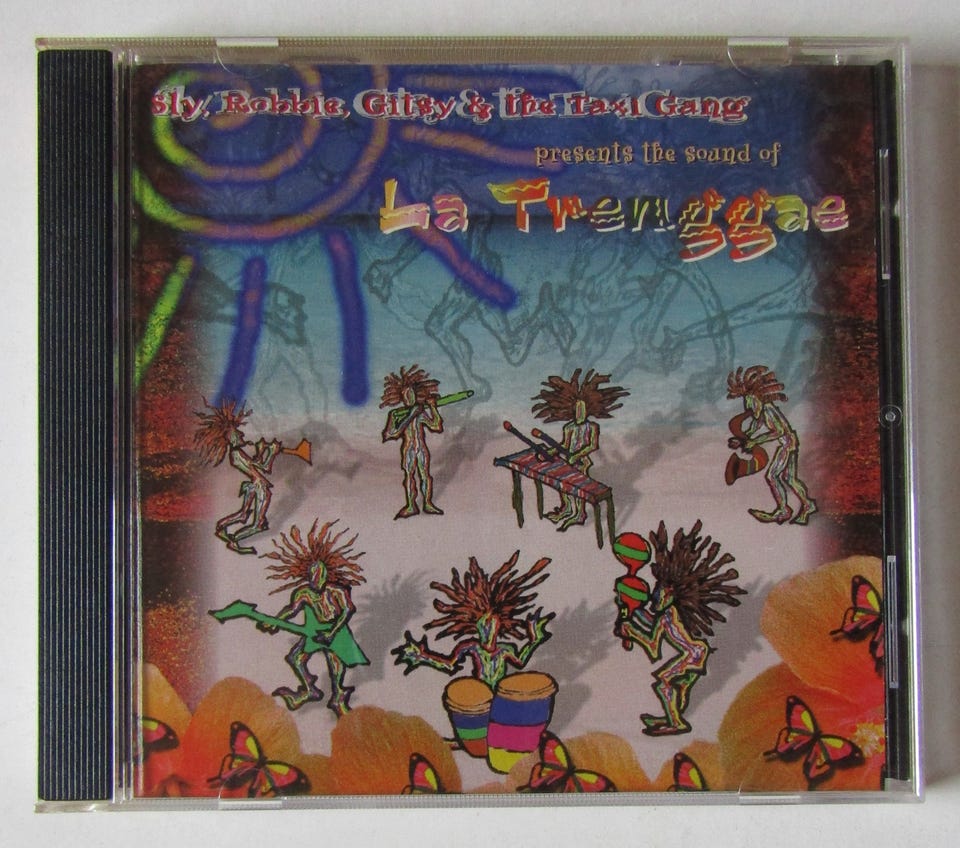 Sly, Robbie, Gitsy & the Taxi Gang
presents the sound of
La Trenggae